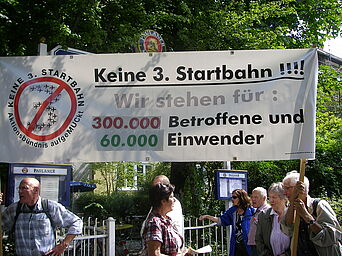 KEINE 3. STARTBAHN
Aktionsbündnis aufgeMUCkt
Keine 3. Startbahn !!!!
Wir stehen für :
300.000 Betroffene und
60.000 Einwender
PAULANER